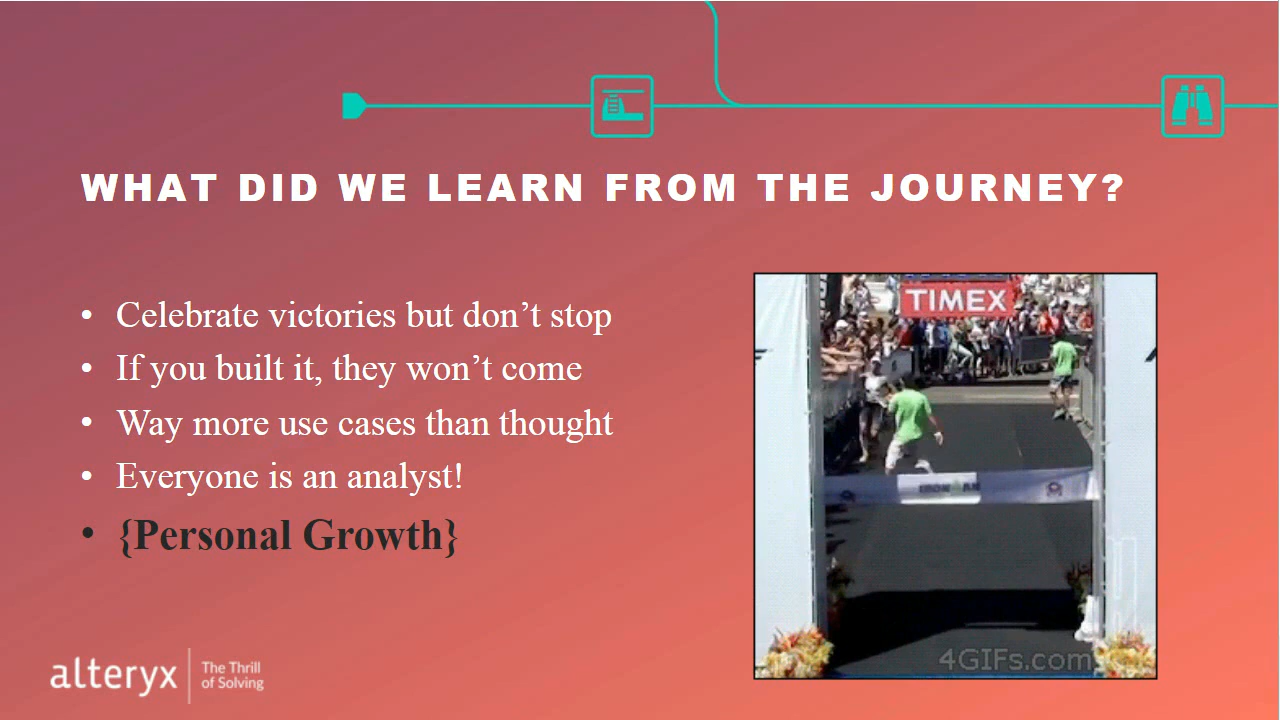 WHAT DID WE LEARN FROM THE JOURNEY?
• Celebrate victories but don’t stop
• If you built it, they won’t come
• Way more use cases than thought
• Everyone is an analyst!
• {Personal Growth}
TIMEX
IRONMAN
4GIFs.com
alteryx
The Thrill
of Solving